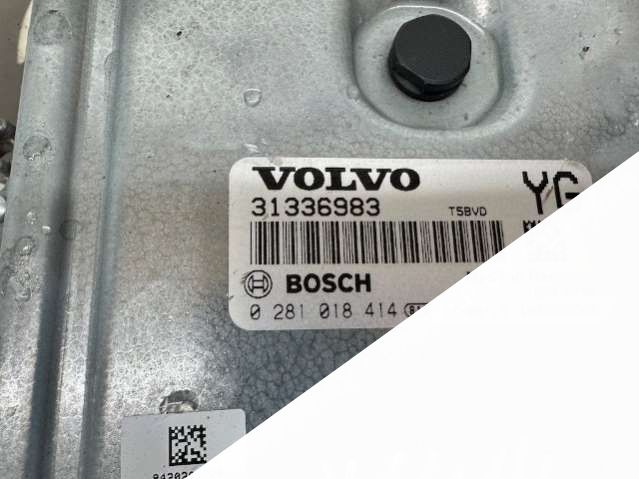 VOLVO
31336983 T5BVD YG
BOSCH
0 281 018 414